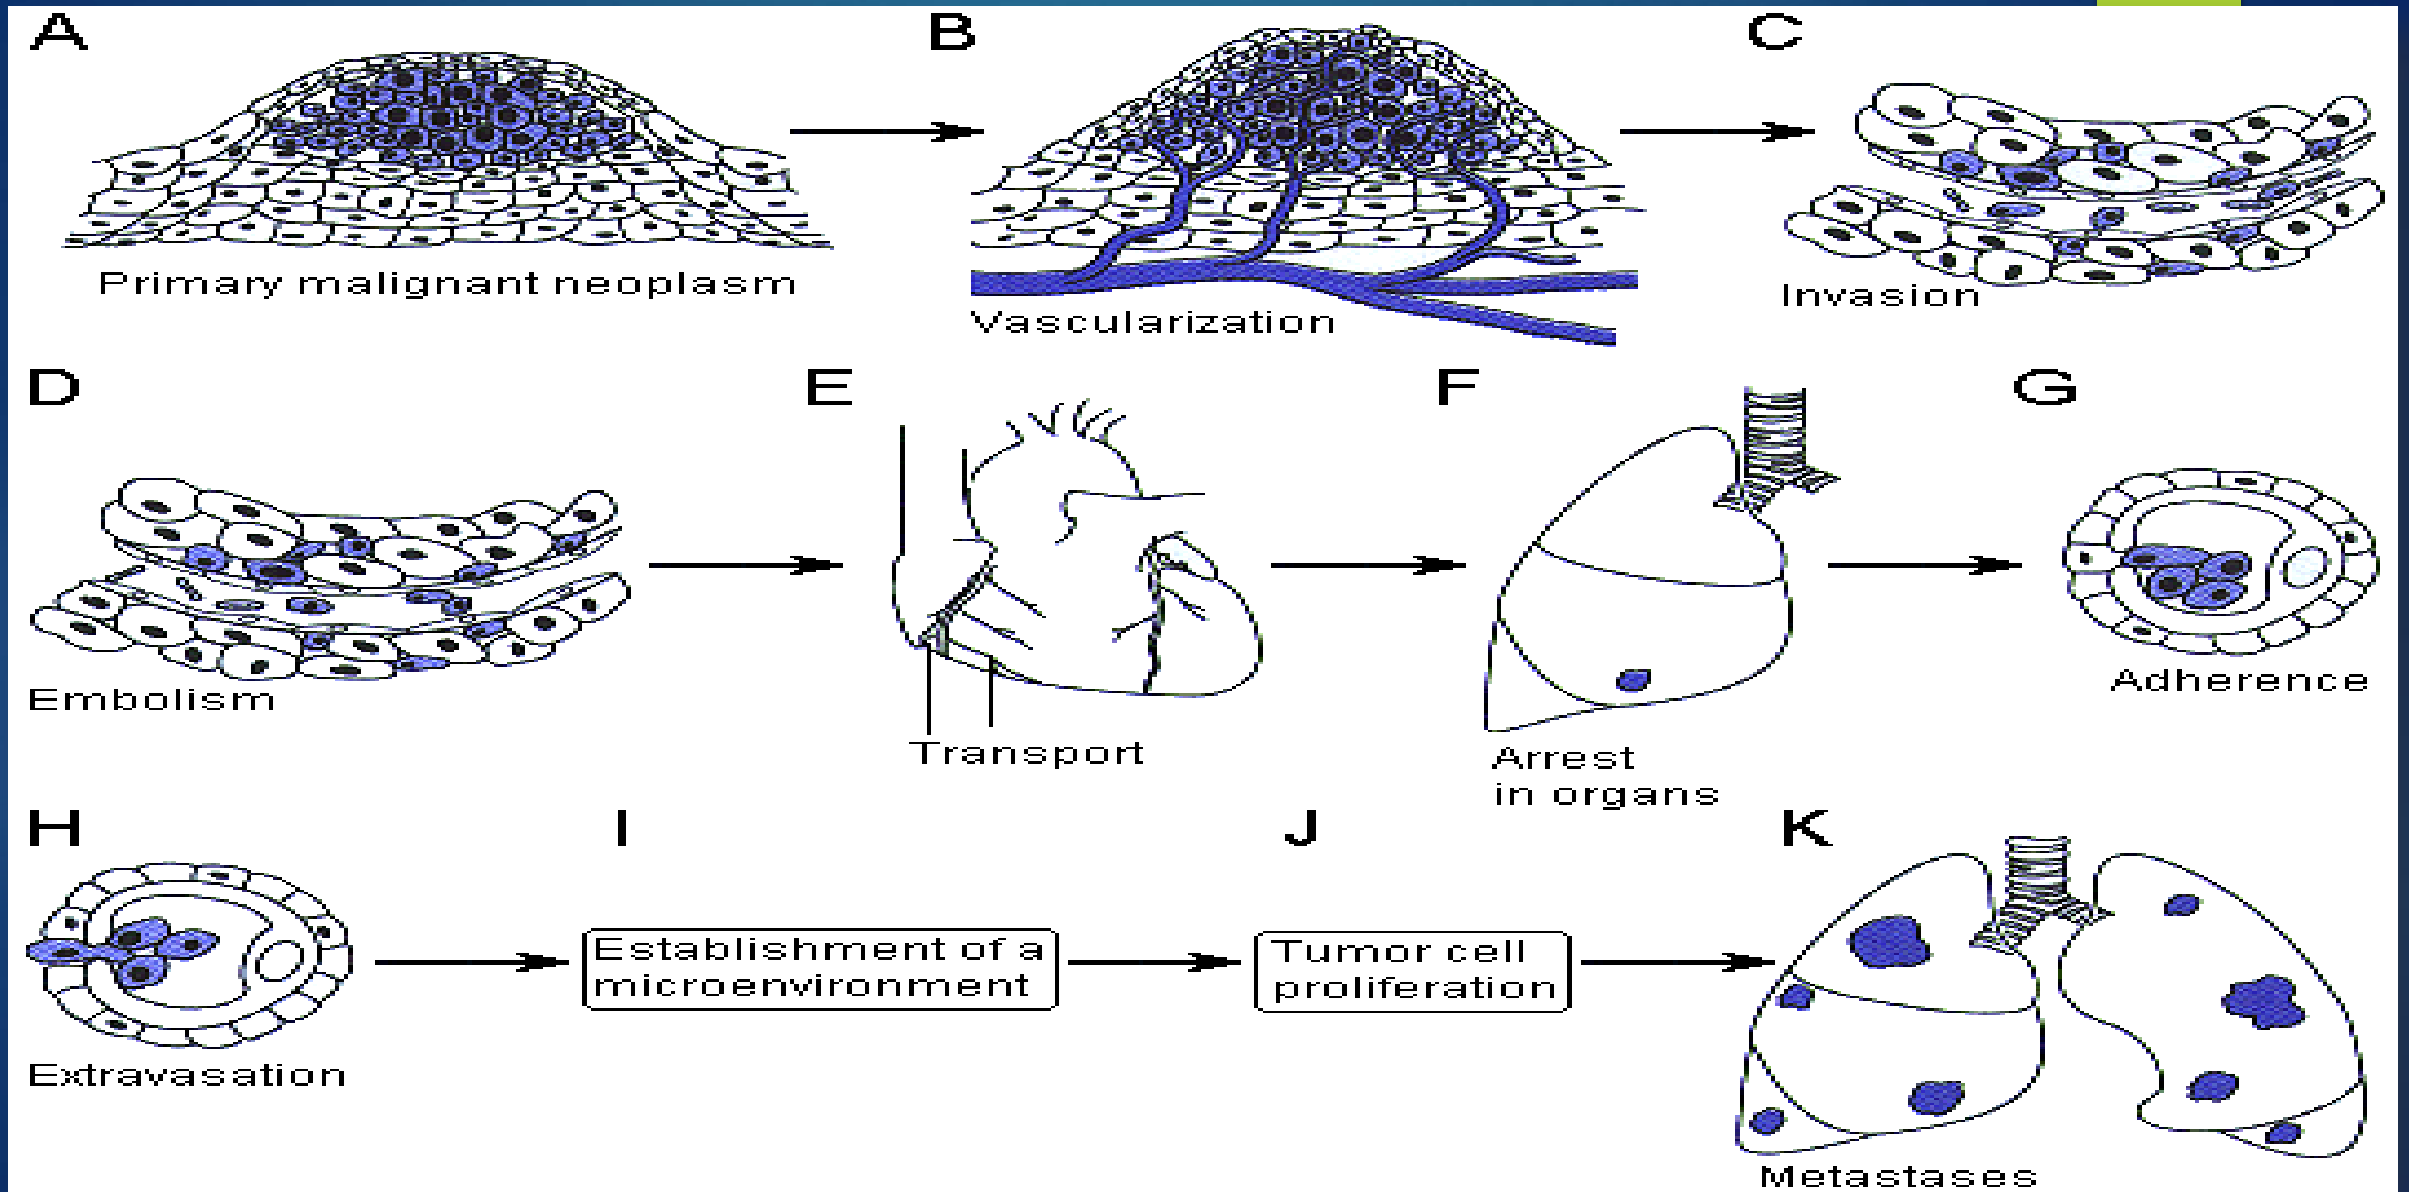 A
B
C
Primary malignant neoplasm
Vascularization
Invasion
D
E
F
G
Embolism
Transport
Arrest
in organs
Adherence
H
I
J
K
Extravasation
Establishment of a
microenvironment
Tumor cell
proliferation
Metastases